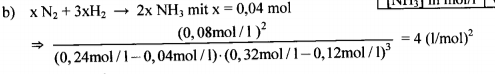 [NH₃] in mol/l
b) x N₂ + 3xH₂ → 2x NH₃ mit x = 0,04 mol
⇒ (0,08mol / l )² / (0,24mol / l – 0,04mol / l) · (0,32mol / l – 0,12mol / l)³ = 4 (l/mol)²